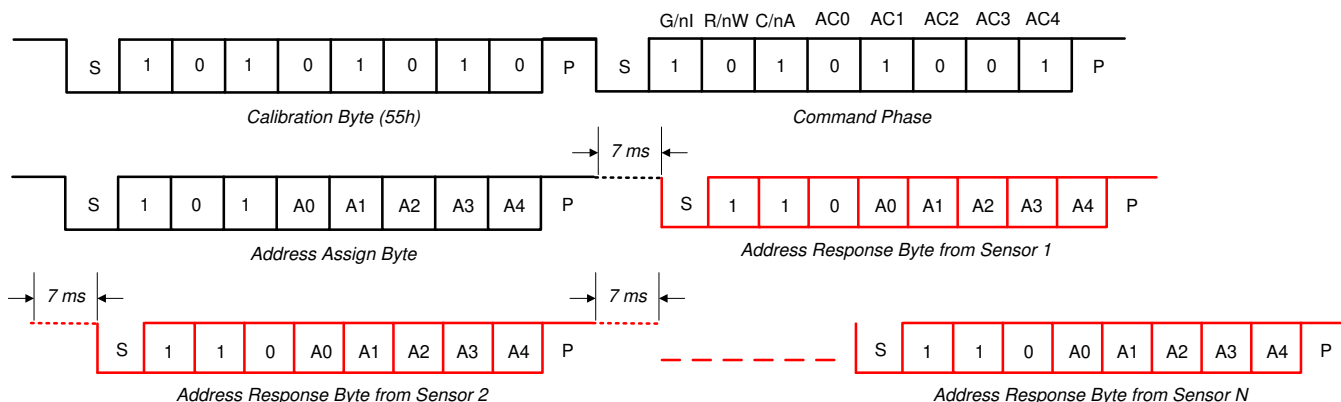 G/nI R/nW C/nA AC0 AC1 AC2 AC3 AC4
S 1 0 1 0 1 0 1 0 P S 1 0 1 0 1 0 0 1 P
Calibration Byte (55h) Command Phase
7 ms
S 1 0 1 A0 A1 A2 A3 A4 P S 1 1 0 A0 A1 A2 A3 A4 P
Address Assign Byte Address Response Byte from Sensor 1
7 ms 7 ms
S 1 1 0 A0 A1 A2 A3 A4 P S 1 1 0 A0 A1 A2 A3 A4 P
Address Response Byte from Sensor 2 Address Response Byte from Sensor N